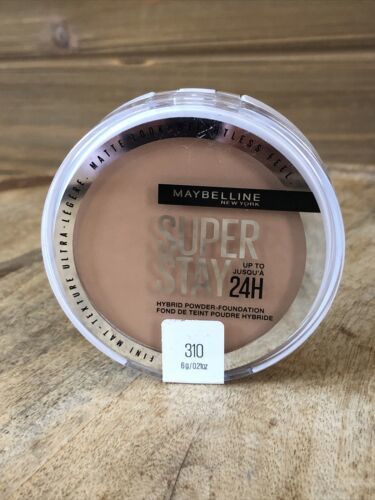 FINI MAT-TEXTURE ULTRA-LÉGÈRE · MATTE LOOK · WEIGHTLESS FEEL
MAYBELLINE
NEW YORK
SUPER
STAY
UP TO
JUSQU'À
24H
HYBRID POWDER-FOUNDATION
FOND DE TEINT POUDRE HYBRIDE
310
6g/0.21oz